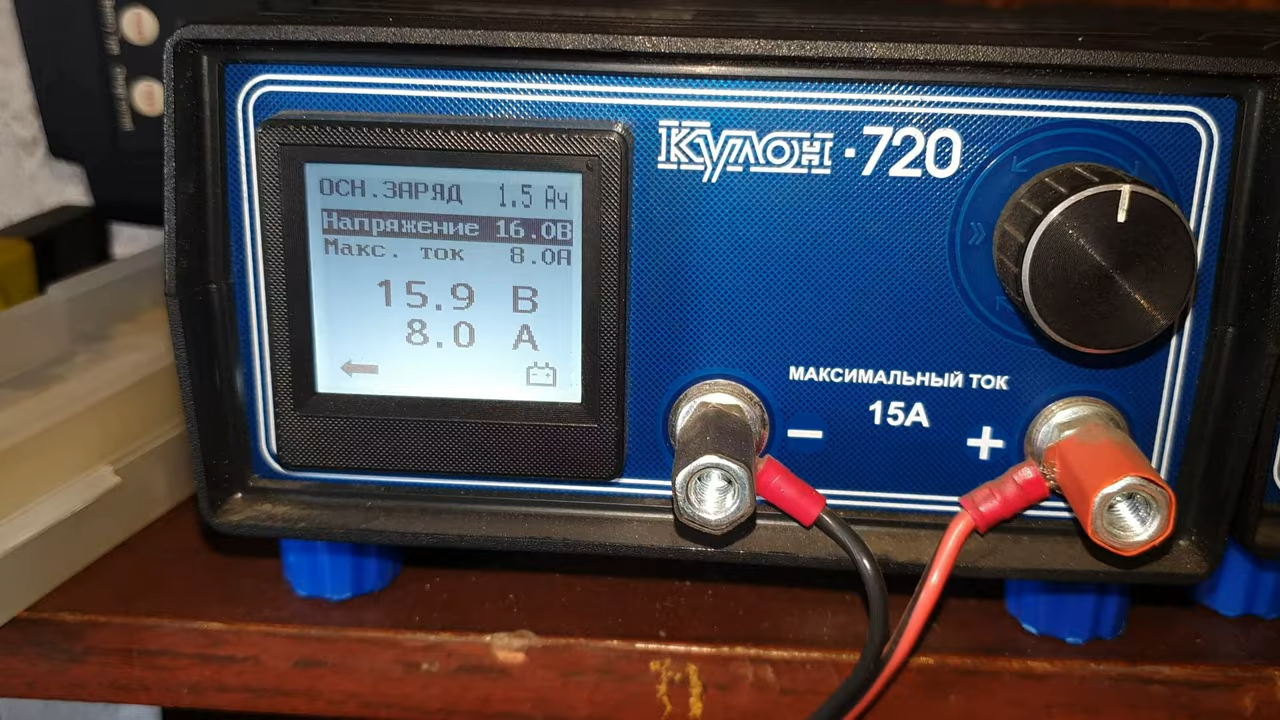 Кулон-720
ОСН.ЗАРЯД 1.5 Ач
Напряжение 16.0В
Макс. ток 8.0А
15.9 В
8.0 А
МАКСИМАЛЬНЫЙ ТОК
15А
− +